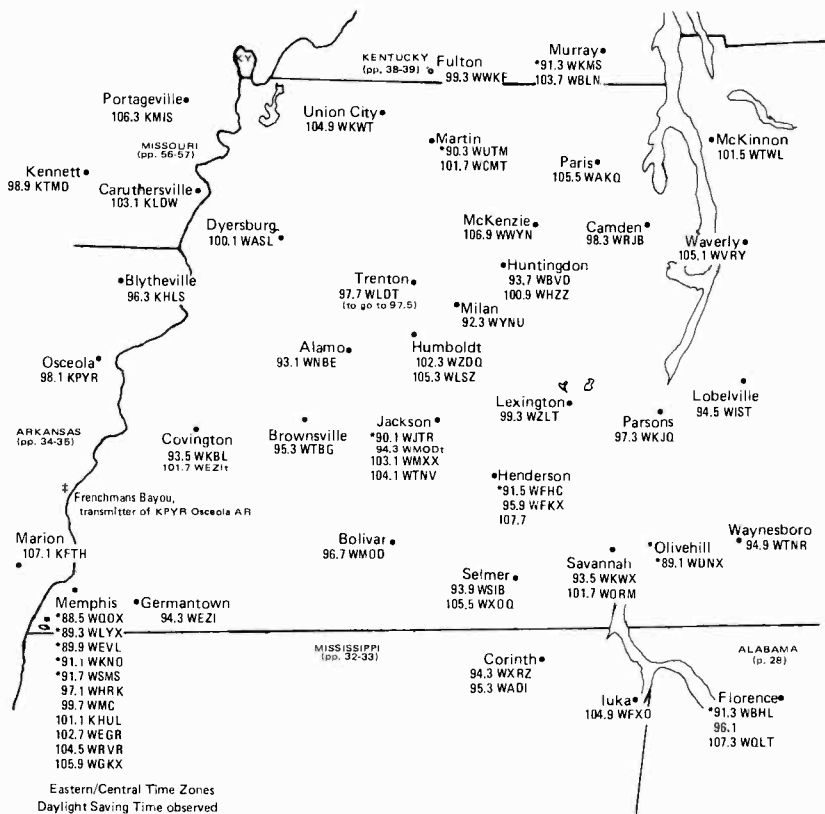 KY
KENTUCKY
(pp. 38-39)
Fulton
99.3 WWKF
Murray
*91.3 WKMS
103.7 WBLN
Portageville
106.3 KMIS
Union City
104.9 WKWT
MISSOURI
(pp. 56-57)
Martin
*90.3 WUTM
101.7 WCMT
McKinnon
101.5 WTWL
Kennett
98.9 KTMO
Caruthersville
103.1 KLOW
Paris
105.5 WAKQ
Dyersburg
100.1 WASL
McKenzie
106.9 WWYN
Camden
98.3 WRJB
Waverly
105.1 WVRY
Blytheville
96.3 KHLS
Trenton
97.7 WLOT
(to go to 97.5)
Huntingdon
93.7 WBVD
100.9 WHZZ
Milan
92.3 WYNU
Osceola
98.1 KPYR
Alamo
93.1 WNBE
Humboldt
102.3 WZDQ
105.3 WLSZ
Lexington
99.3 WZLT
Lobelville
94.5 WIST
Parsons
97.3 WKJQ
ARKANSAS
(pp. 34-35)
Covington
93.5 WKBL
101.7 WEZIt
Brownsville
95.3 WTBG
Jackson
*90.1 WJTR
94.3 WMODt
103.1 WMXX
104.1 WTNV
Henderson
*91.5 WFHC
95.9 WFKX
107.7
‡
Frenchmans Bayou,
transmitter of KPYR Osceola AR
Marion
107.1 KFTH
Bolivar
96.7 WMOD
Selmer
93.9 WSIB
105.5 WXOQ
Savannah
93.5 WKWX
101.7 WORM
Olivehill
*89.1 WDNX
Waynesboro
94.9 WTNR
Memphis
*88.5 WQOX
*89.3 WLYX
*89.9 WEVL
*91.1 WKNO
*91.7 WSMS
97.1 WHRK
99.7 WMC
101.1 KHUL
102.7 WEGR
104.5 WRVR
105.9 WGKX
Germantown
94.3 WEZI
MISSISSIPPI
(pp. 32-33)
Corinth
94.3 WXRZ
95.3 WADI
ALABAMA
(p. 28)
Iuka
104.9 WFXO
Florence
*91.3 WBHL
96.1
107.3 WQLT
Eastern/Central Time Zones
Daylight Saving Time observed